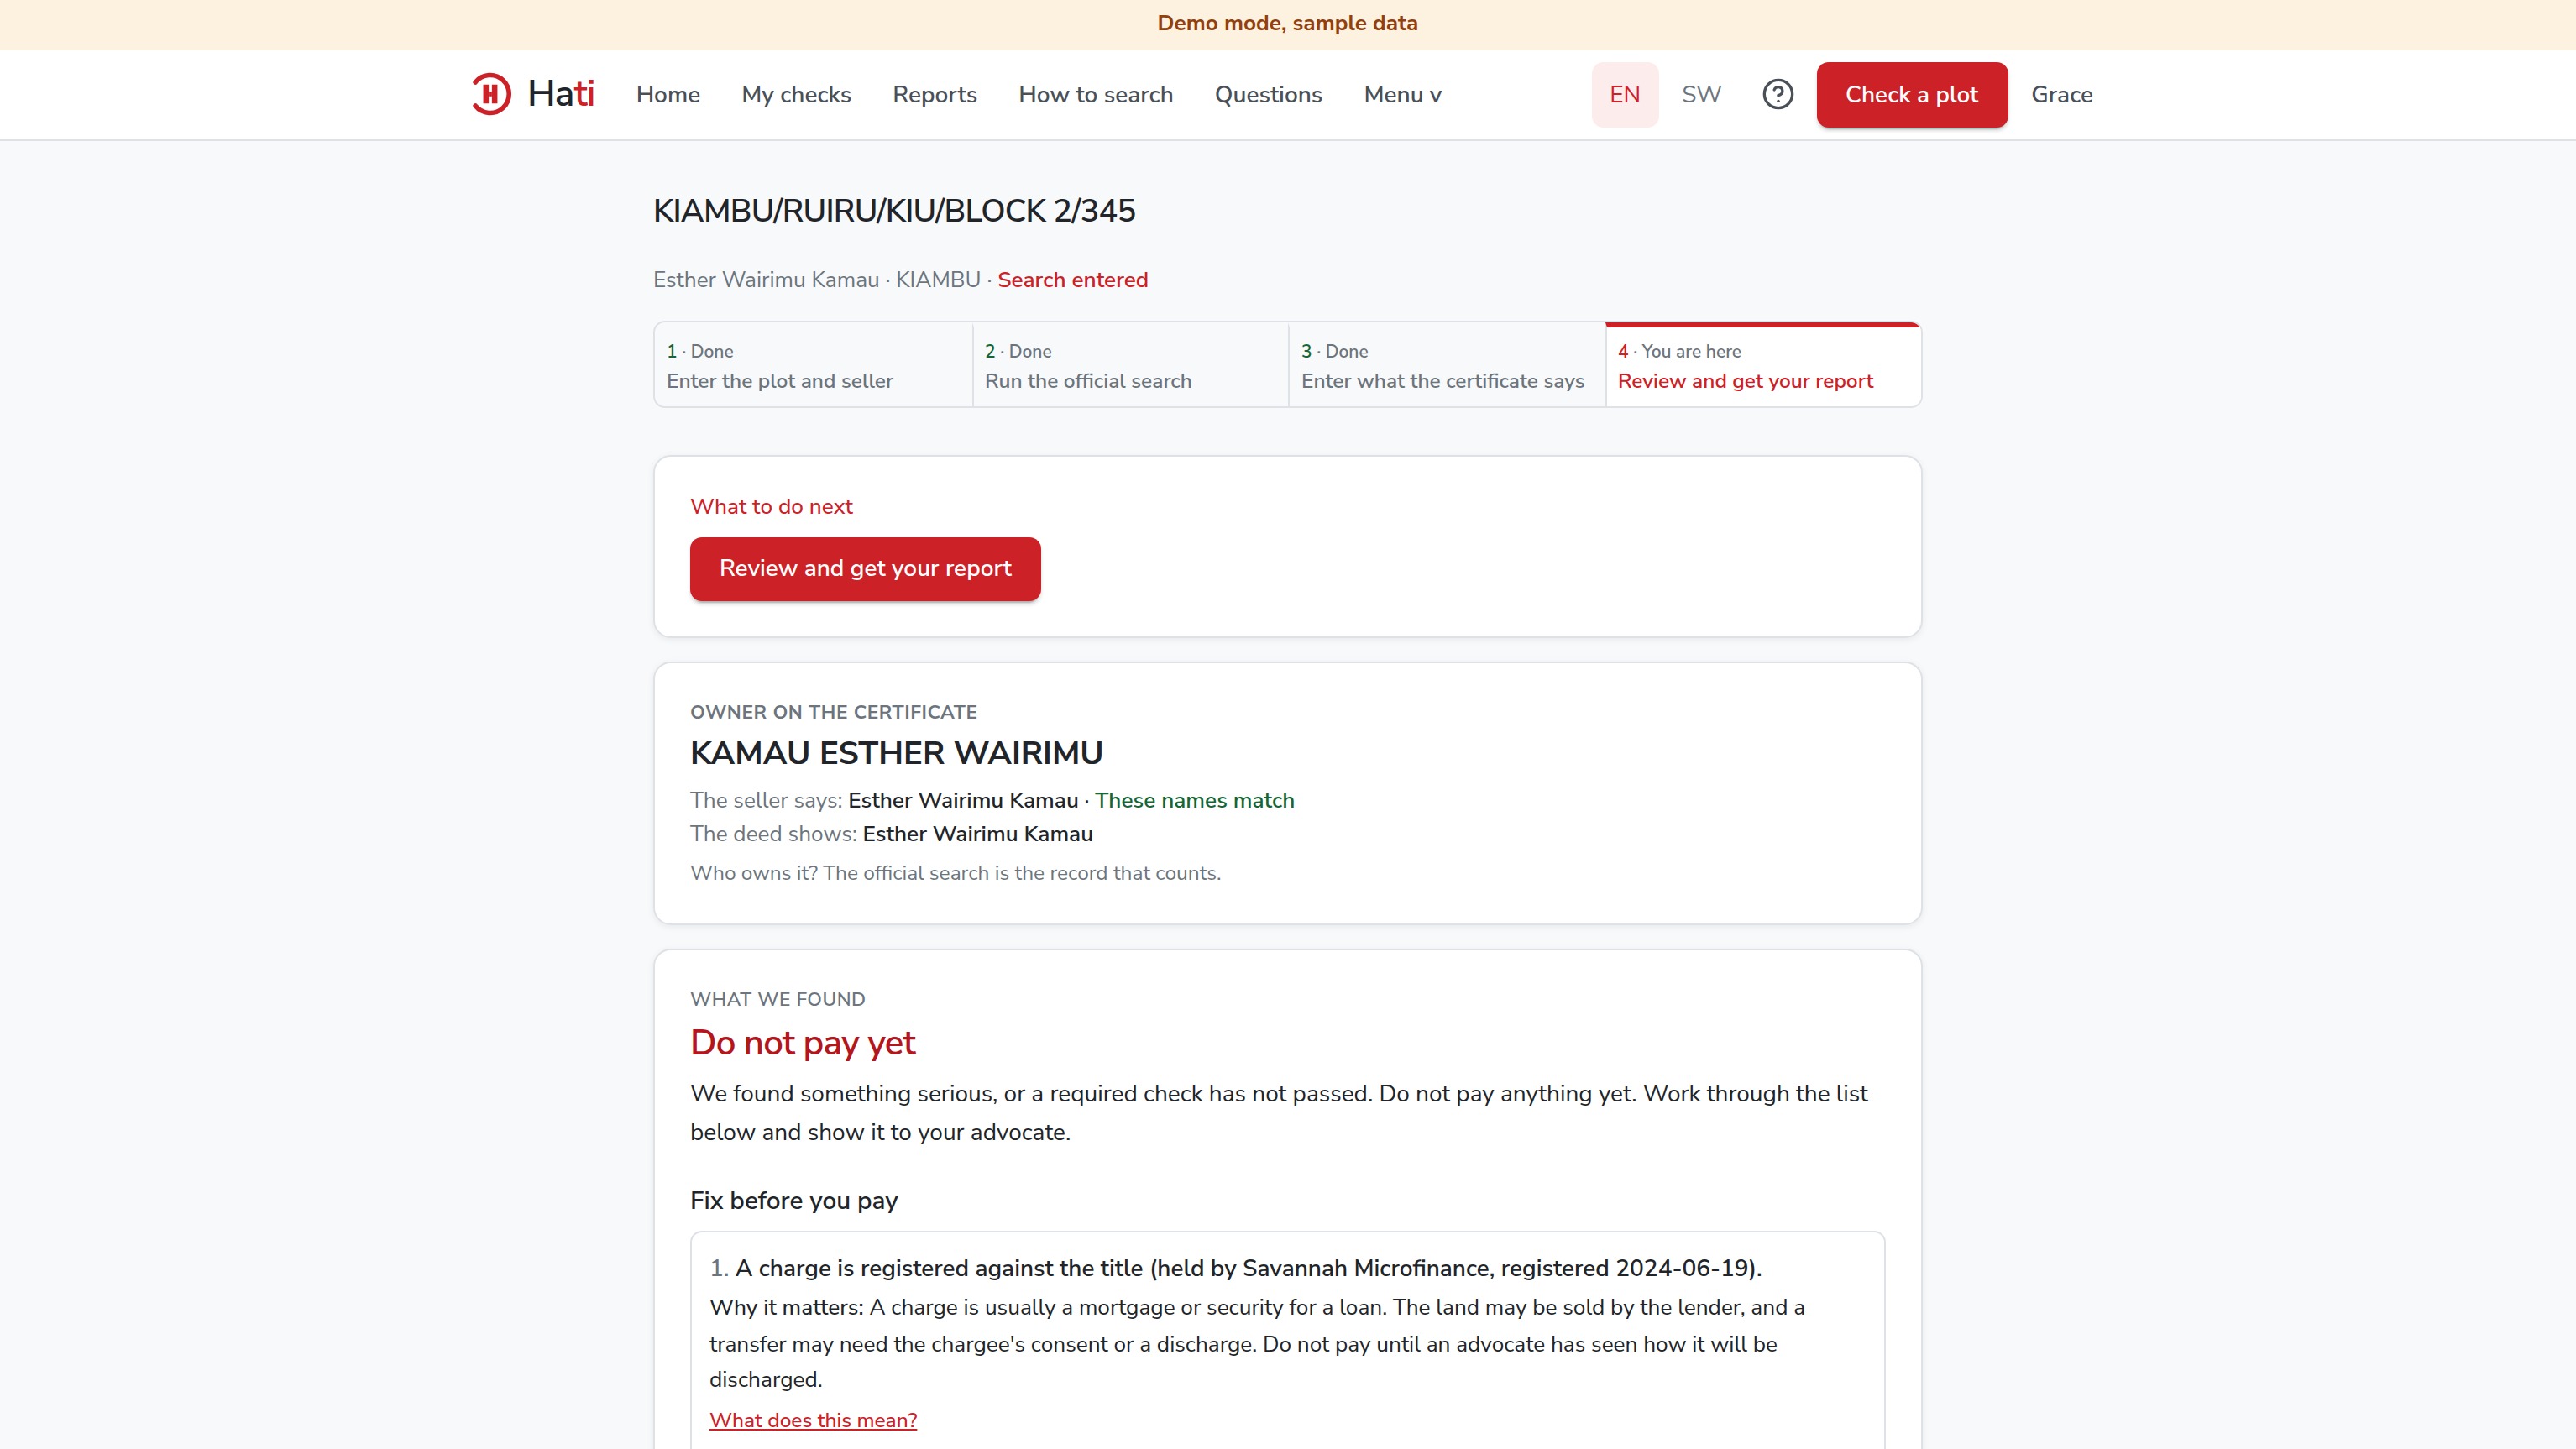 Demo mode, sample data
Hati Home My checks Reports How to search Questions Menu v EN SW ? Check a plot Grace
KIAMBU/RUIRU/KIU/BLOCK 2/345
Esther Wairimu Kamau · KIAMBU · Search entered
1 · Done
Enter the plot and seller
2 · Done
Run the official search
3 · Done
Enter what the certificate says
4 · You are here
Review and get your report
What to do next
Review and get your report
OWNER ON THE CERTIFICATE
KAMAU ESTHER WAIRIMU
The seller says: Esther Wairimu Kamau · These names match
The deed shows: Esther Wairimu Kamau
Who owns it? The official search is the record that counts.
WHAT WE FOUND
Do not pay yet
We found something serious, or a required check has not passed. Do not pay anything yet. Work through the list
below and show it to your advocate.
Fix before you pay
1. A charge is registered against the title (held by Savannah Microfinance, registered 2024-06-19).
Why it matters: A charge is usually a mortgage or security for a loan. The land may be sold by the lender, and a
transfer may need the chargee's consent or a discharge. Do not pay until an advocate has seen how it will be
discharged.
What does this mean?